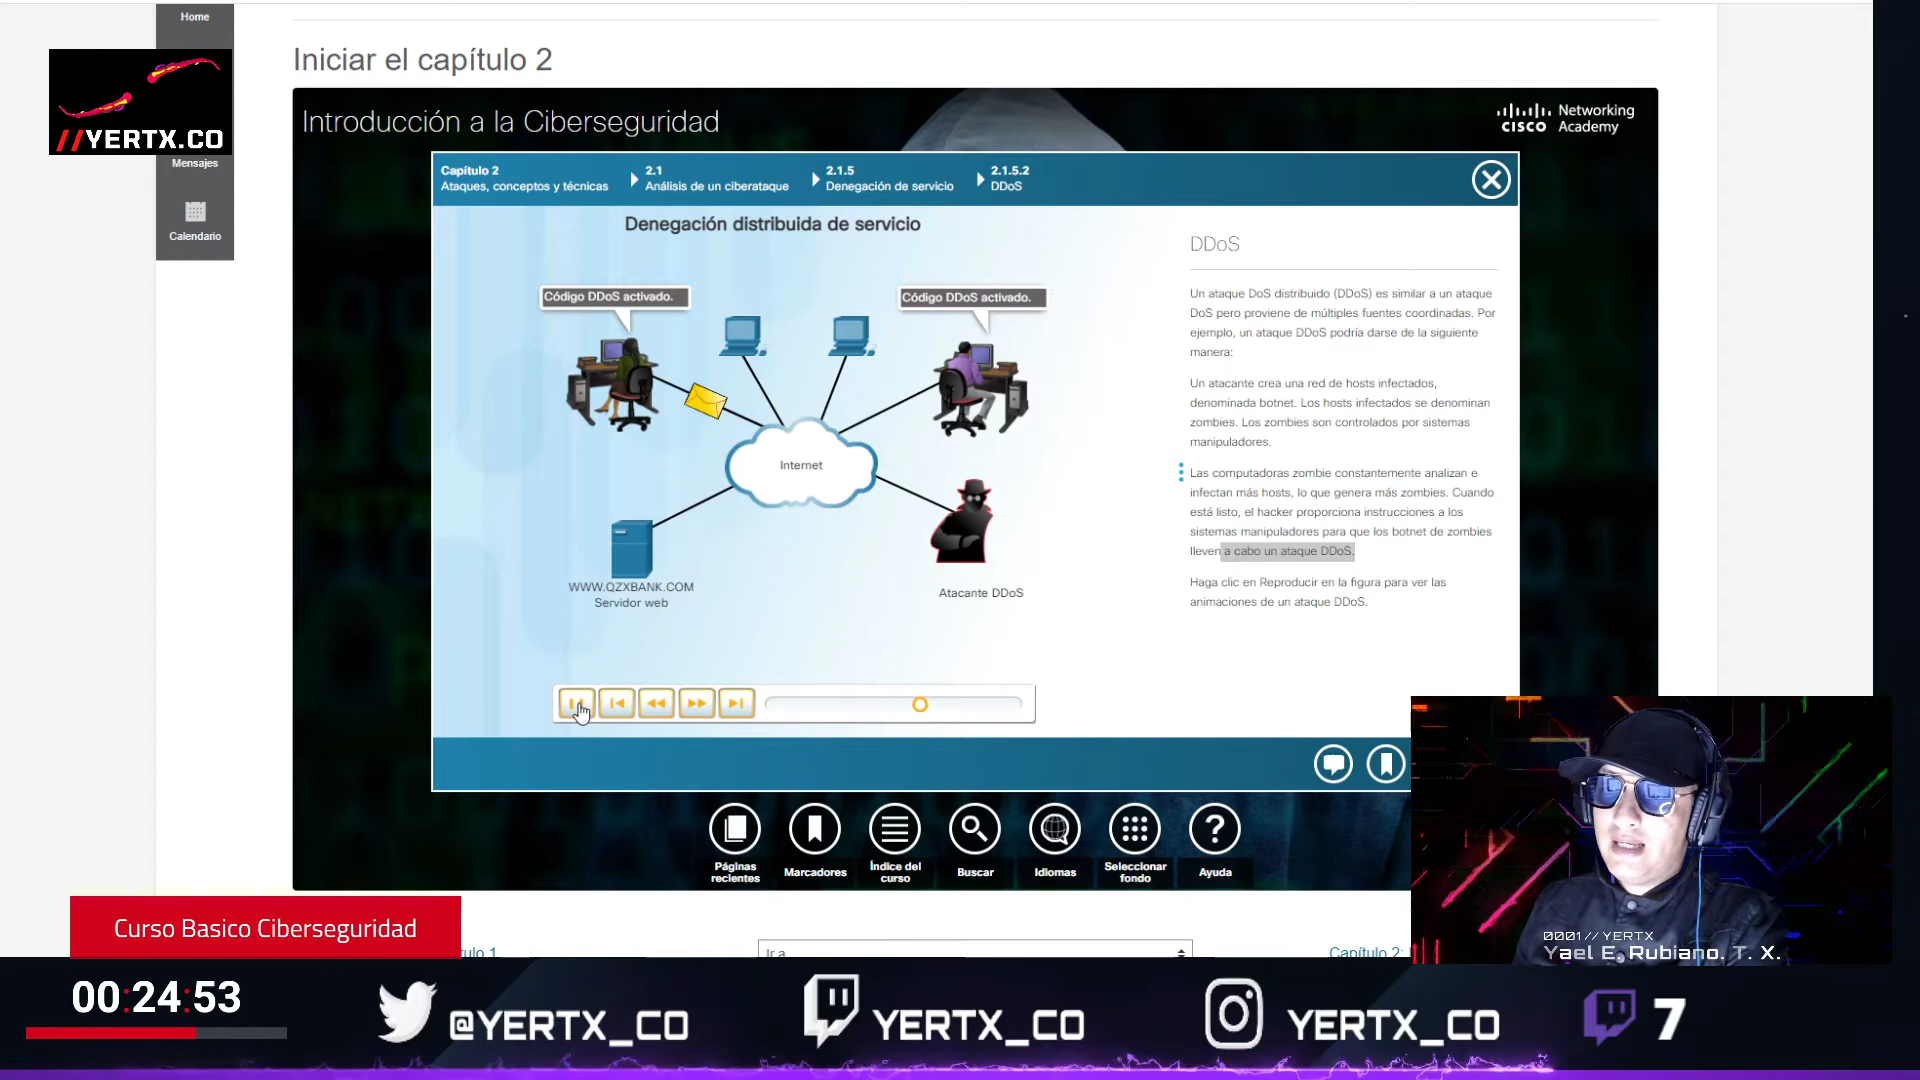 Home
Iniciar el capítulo 2
//YERTX.CO
Mensajes
Calendario
Introducción a la Ciberseguridad
CISCO Networking Academy
Capítulo 2
Ataques, conceptos y técnicas
2.1
Análisis de un ciberataque
2.1.5
Denegación de servicio
2.1.5.2
DDoS
Denegación distribuida de servicio
Código DDoS activado.
Código DDoS activado.
Internet
WWW.QZXBANK.COM
Servidor web
Atacante DDoS
DDoS
Un ataque DoS distribuido (DDoS) es similar a un ataque
DoS pero proviene de múltiples fuentes coordinadas. Por
ejemplo, un ataque DDoS podría darse de la siguiente
manera:
Un atacante crea una red de hosts infectados,
denominada botnet. Los hosts infectados se denominan
zombies. Los zombies son controlados por sistemas
manipuladores.
Las computadoras zombie constantemente analizan e
infectan más hosts, lo que genera más zombies. Cuando
está listo, el hacker proporciona instrucciones a los
sistemas manipuladores para que los botnet de zombies
lleven a cabo un ataque DDoS.
Haga clic en Reproducir en la figura para ver las
animaciones de un ataque DDoS.
Páginas recientes
Marcadores
Índice del curso
Buscar
Idiomas
Seleccionar fondo
Ayuda
Curso Basico Ciberseguridad
tulo 1
Ir a
Capítulo 2:
0001 // YERTX
Yael E. Rubiano. T. X.
00:24:53
@YERTX_CO
YERTX_CO
YERTX_CO
7